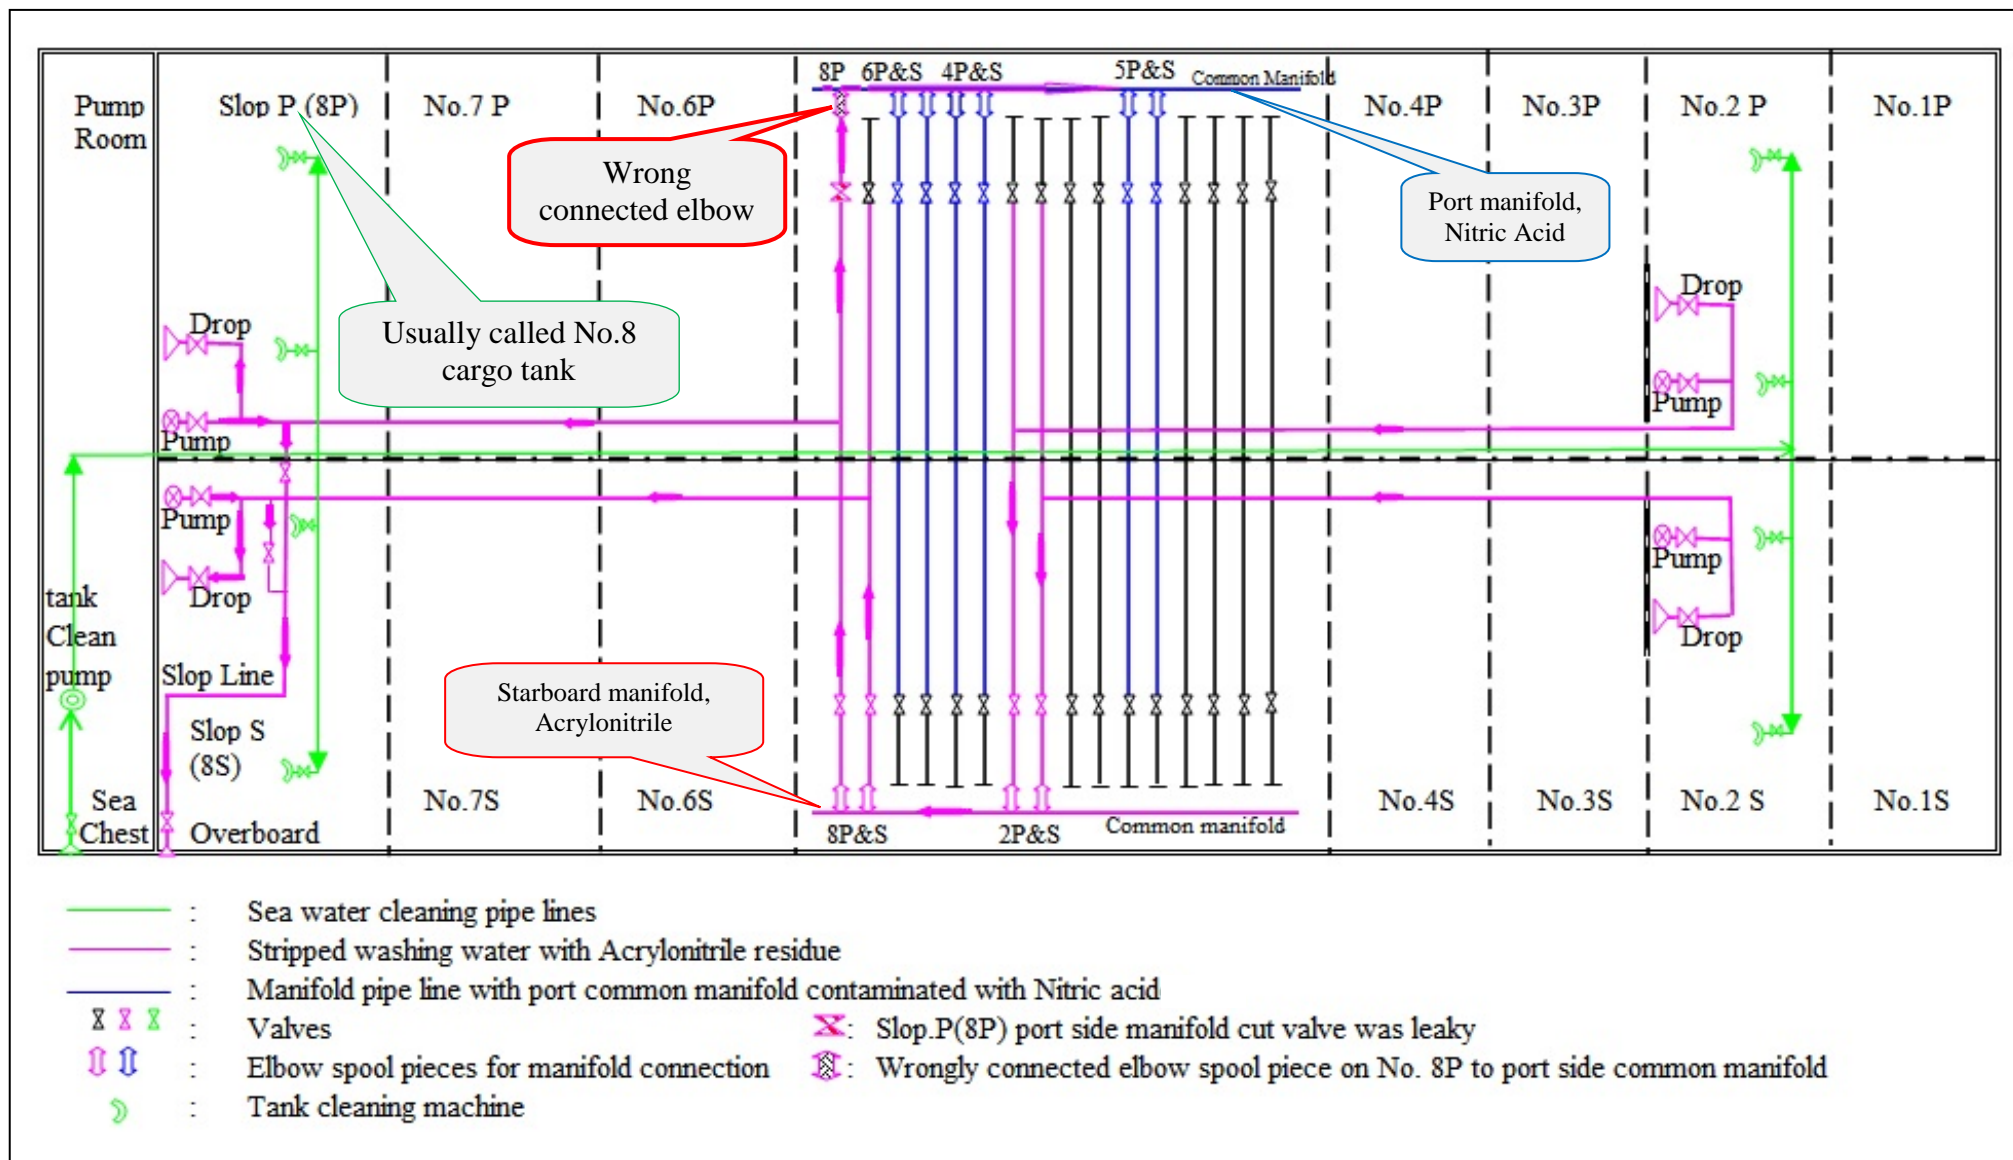 8P 6P&S 4P&S 5P&S Common Manifold
Pump
Room
Slop P (8P)
No.7 P
No.6P
No.4P
No.3P
No.2 P
No.1P
Wrong
connected elbow
Port manifold,
Nitric Acid
Usually called No.8
cargo tank
Drop
Pump
Drop
Pump
Pump
Drop
Pump
Drop
tank
Clean
pump
Slop Line
Slop S
(8S)
Starboard manifold,
Acrylonitrile
Sea
Chest
Overboard
No.7S
No.6S
8P&S
2P&S
Common manifold
No.4S
No.3S
No.2 S
No.1S
: Sea water cleaning pipe lines
: Stripped washing water with Acrylonitrile residue
: Manifold pipe line with port common manifold contaminated with Nitric acid
: Valves
: Slop.P(8P) port side manifold cut valve was leaky
: Elbow spool pieces for manifold connection
: Wrongly connected elbow spool piece on No. 8P to port side common manifold
: Tank cleaning machine